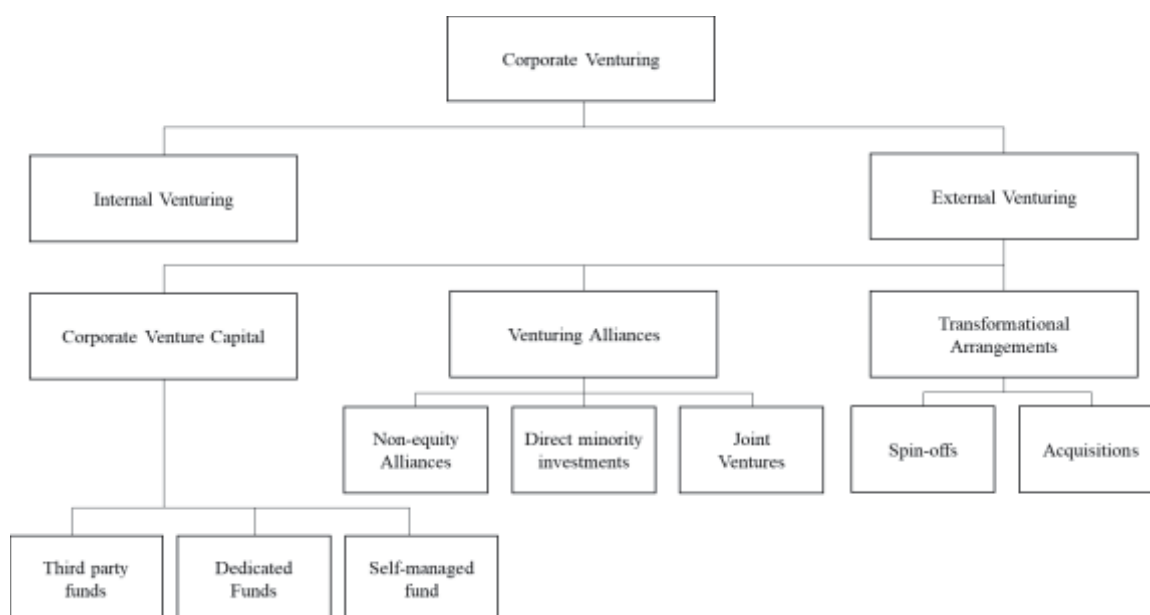 Corporate Venturing
Internal Venturing
External Venturing
Corporate Venture Capital
Venturing Alliances
Transformational
Arrangements
Non-equity
Alliances
Direct minority
investments
Joint
Ventures
Spin-offs
Acquisitions
Third party
funds
Dedicated
Funds
Self-managed
fund